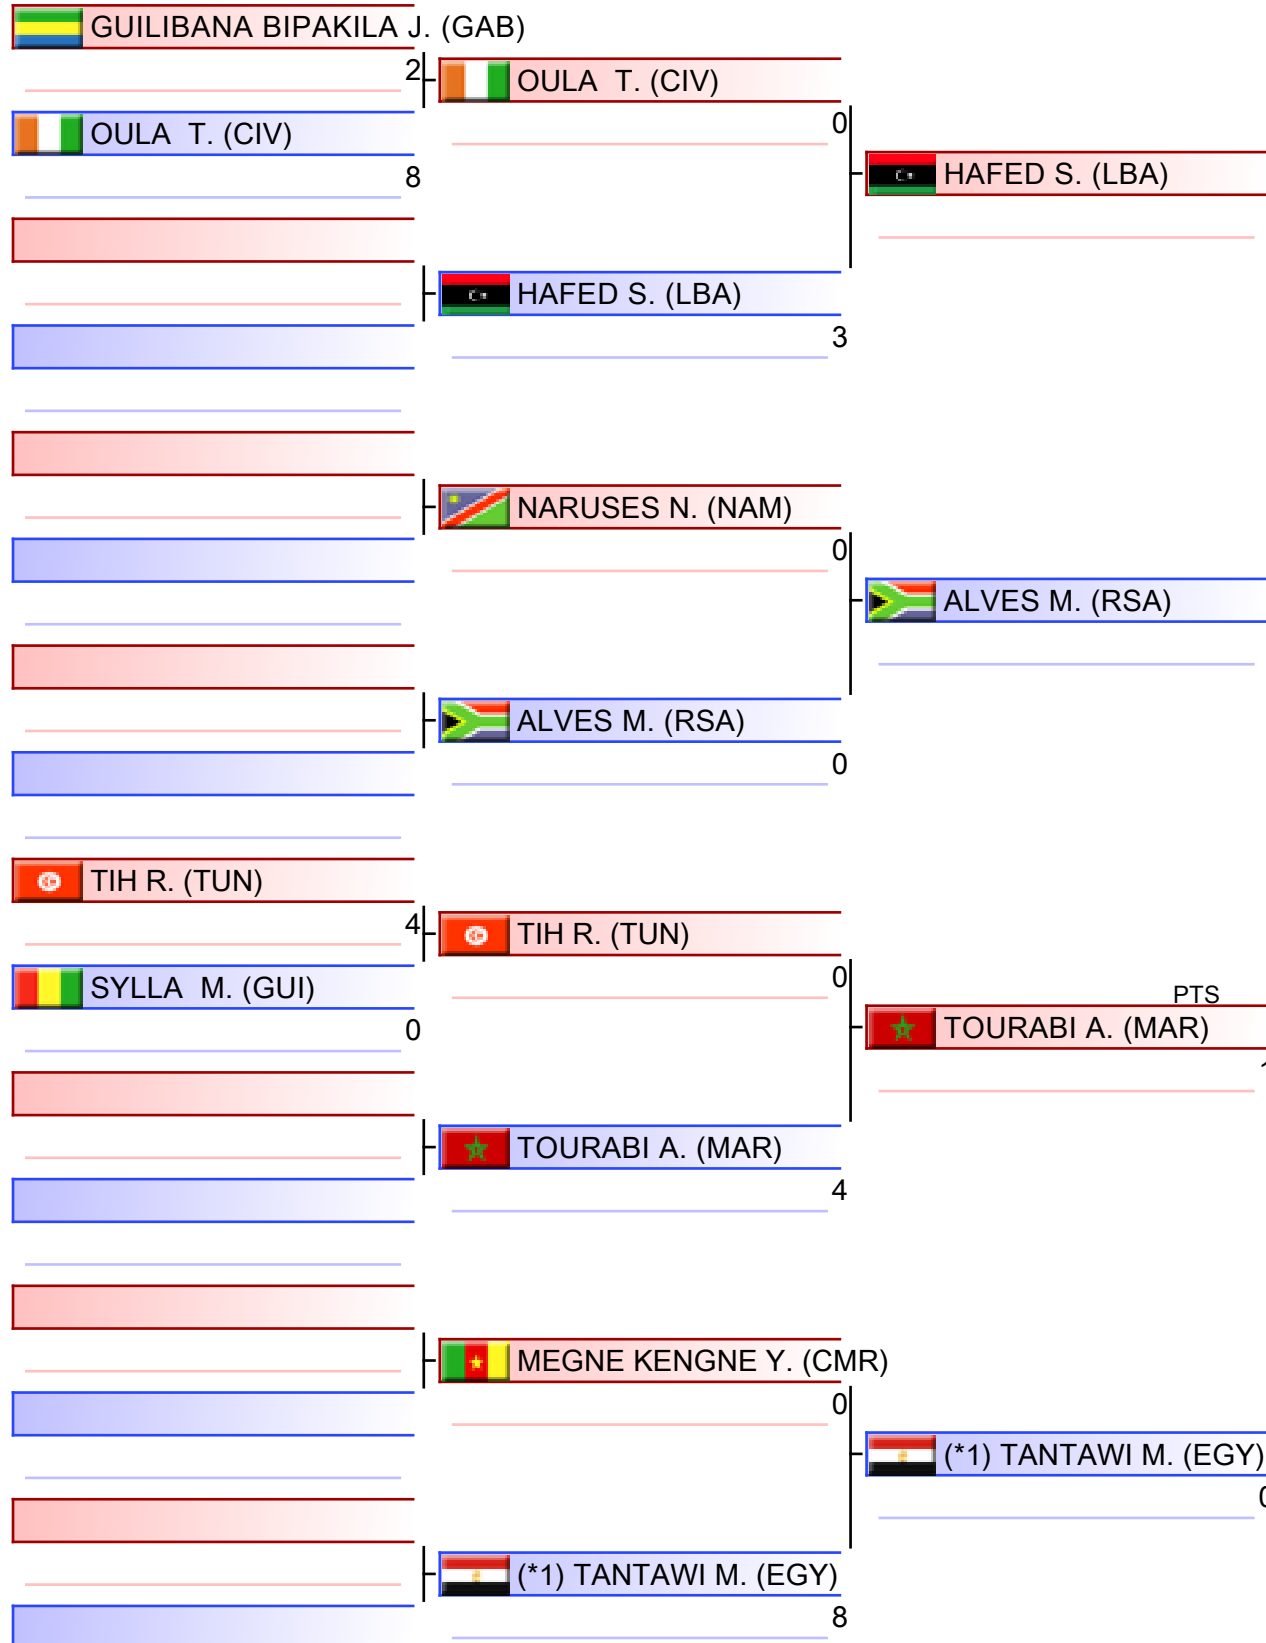 GUILIBANA BIPAKILA J. (GAB)
2
OULA T. (CIV)
OULA T. (CIV)
0
8
HAFED S. (LBA)
HAFED S. (LBA)
3
NARUSES N. (NAM)
0
ALVES M. (RSA)
ALVES M. (RSA)
0
TIH R. (TUN)
4
TIH R. (TUN)
0
SYLLA M. (GUI)
0
PTS
TOURABI A. (MAR)
TOURABI A. (MAR)
4
MEGNE KENGNE Y. (CMR)
0
(*1) TANTAWI M. (EGY)
0
(*1) TANTAWI M. (EGY)
8